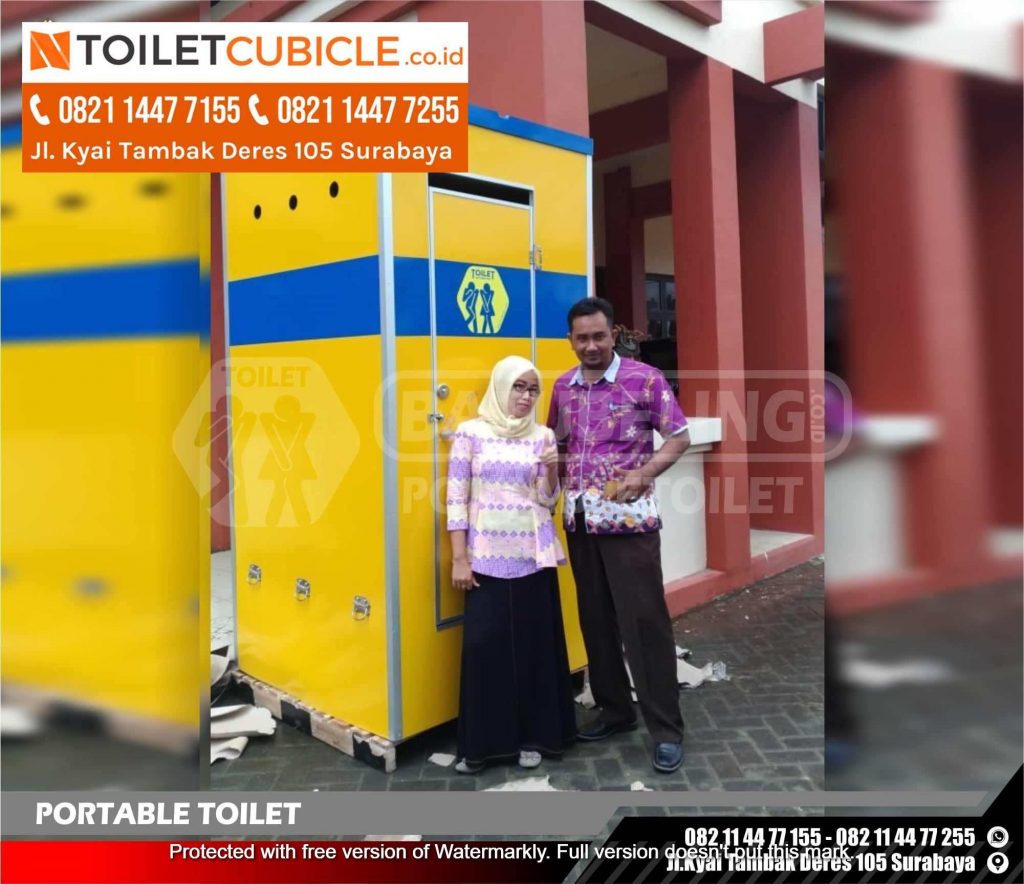 TOILETCUBICLE.co.id
0821 1447 7155 0821 1447 7255
Jl. Kyai Tambak Deres 105 Surabaya
TOILET
TOILET
.co.id
PORTABLE TOILET
082 11 44 77 155 - 082 11 44 77 255
Protected with free version of Watermarkly. Full version doesn't put this mark.
Jl.Kyai Tambak Deres 105 Surabaya